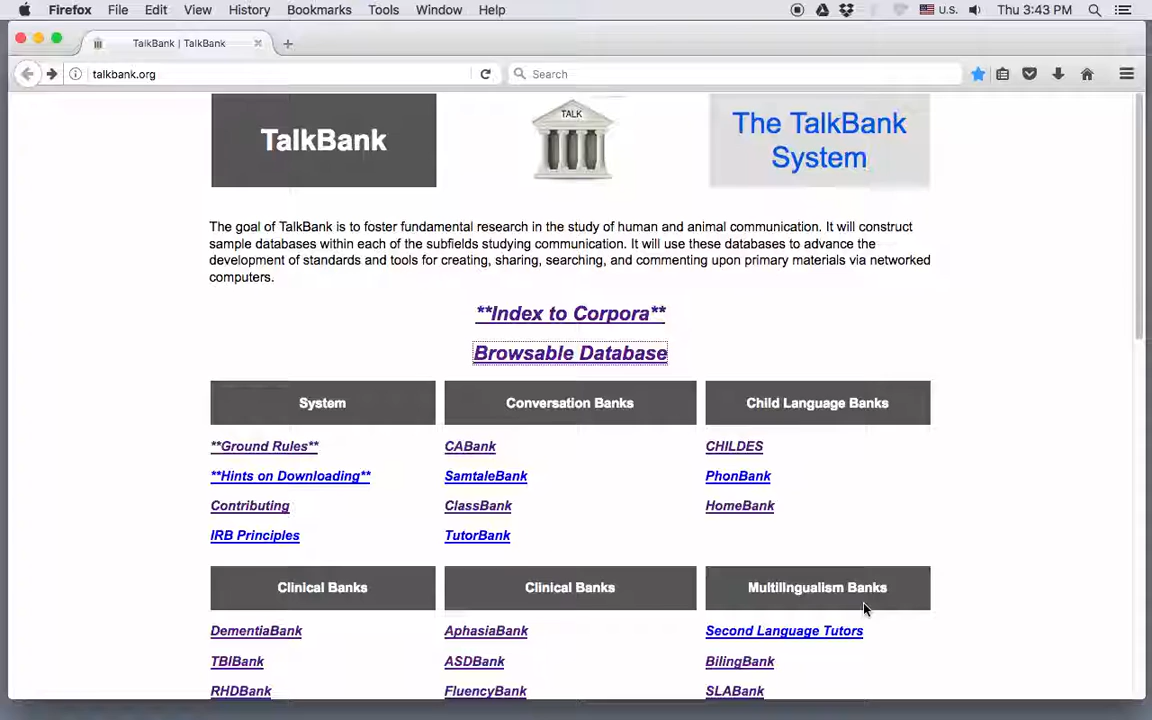 Firefox File Edit View History Bookmarks Tools Window Help U.S. Thu 3:43 PM
TalkBank | TalkBank
talkbank.org Search
TalkBank
TALK
The TalkBank
System
The goal of TalkBank is to foster fundamental research in the study of human and animal communication. It will construct
sample databases within each of the subfields studying communication. It will use these databases to advance the
development of standards and tools for creating, sharing, searching, and commenting upon primary materials via networked
computers.
**Index to Corpora**
Browsable Database
System Conversation Banks Child Language Banks
**Ground Rules** CABank CHILDES
**Hints on Downloading** SamtaleBank PhonBank
Contributing ClassBank HomeBank
IRB Principles TutorBank
Clinical Banks Clinical Banks Multilingualism Banks
DementiaBank AphasiaBank Second Language Tutors
TBIBank ASDBank BilingBank
RHDBank FluencyBank SLABank